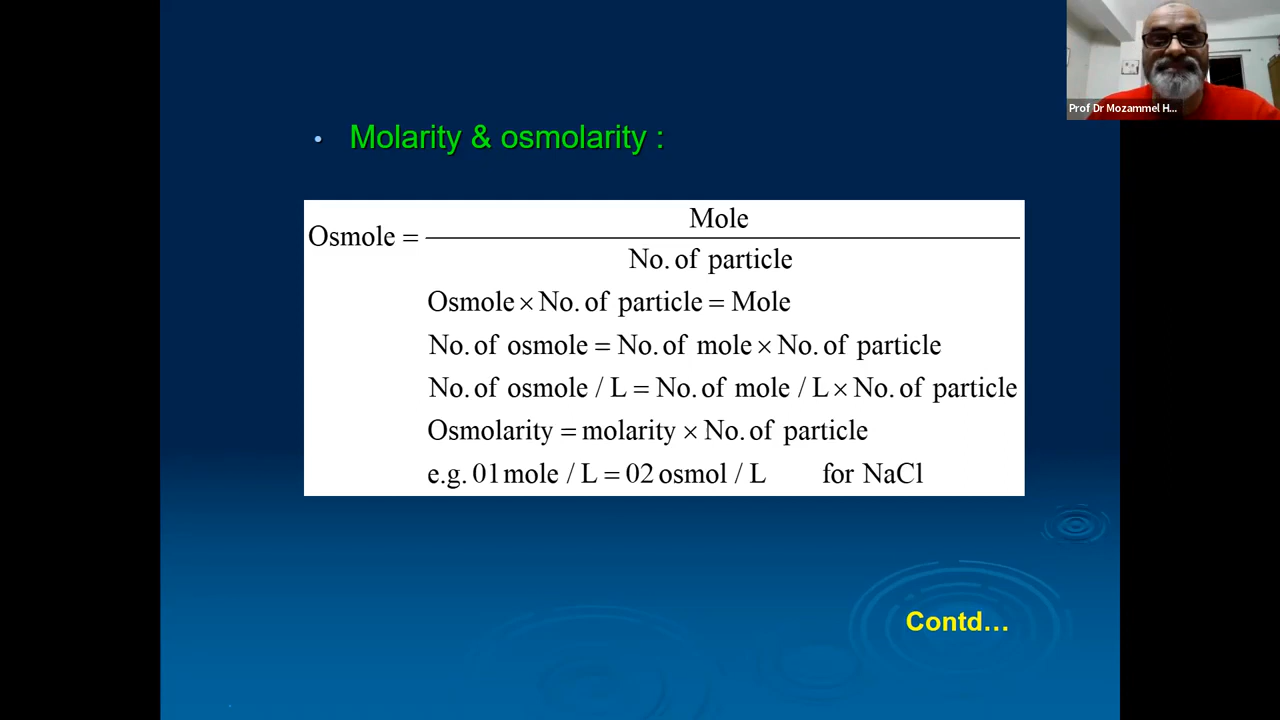 Prof Dr Mozammel H...
• Molarity & osmolarity :
Osmole = Mole / No. of particle
Osmole × No. of particle = Mole
No. of osmole = No. of mole × No. of particle
No. of osmole / L = No. of mole / L × No. of particle
Osmolarity = molarity × No. of particle
e.g. 01 mole / L = 02 osmol / L for NaCl
Contd...